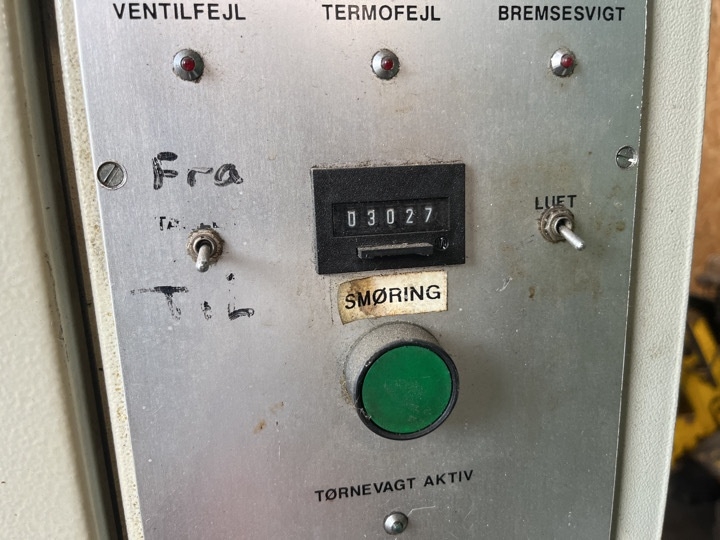 VENTILFEJL
TERMOFEJL
BREMSESVIGT
Fra
03027
LUFT
Til
SMØRING
TØRNEVAGT AKTIV